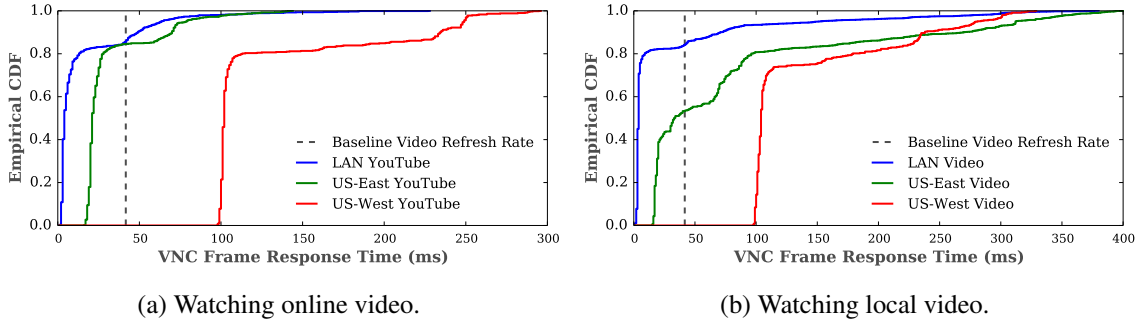 1.0
0.8
0.6
0.4
0.2
0.0
Empirical CDF
0 50 100 150 200 250 300
VNC Frame Response Time (ms)
Baseline Video Refresh Rate
LAN YouTube
US-East YouTube
US-West YouTube
(a) Watching online video.
1.0
0.8
0.6
0.4
0.2
0.0
Empirical CDF
0 50 100 150 200 250 300 350 400
VNC Frame Response Time (ms)
Baseline Video Refresh Rate
LAN Video
US-East Video
US-West Video
(b) Watching local video.